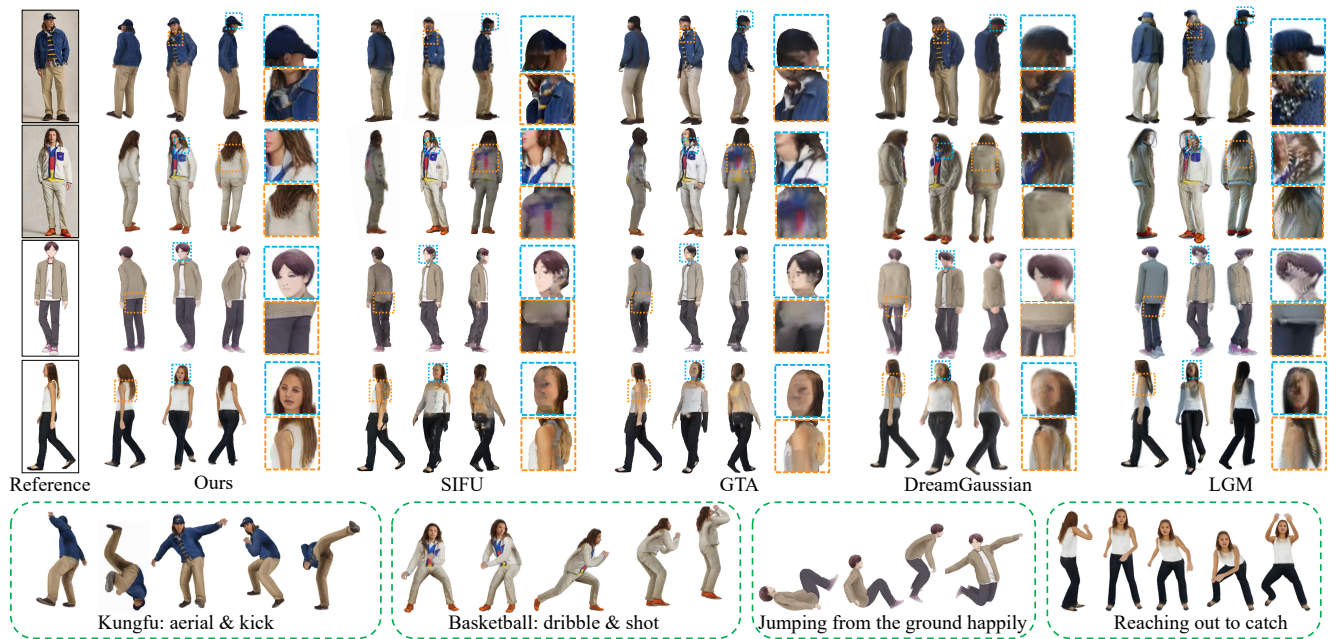 Reference
Ours
SIFU
GTA
DreamGaussian
LGM
Kungfu: aerial & kick
Basketball: dribble & shot
Jumping from the ground happily
Reaching out to catch